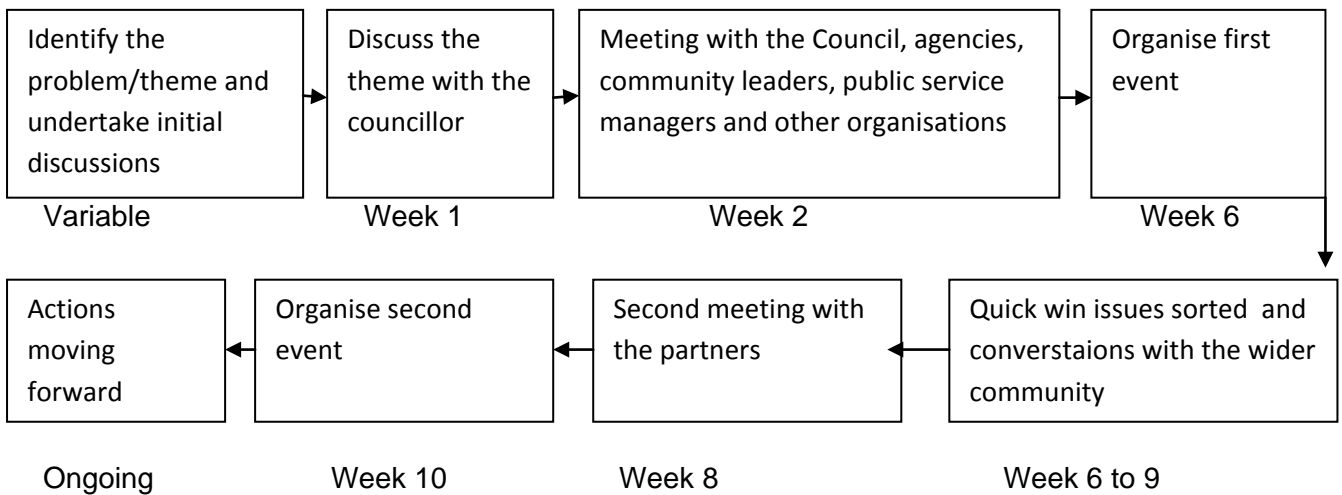 Identify the
problem/theme and
undertake initial
discussions
Discuss the
theme with the
councillor
Meeting with the Council, agencies,
community leaders, public service
managers and other organisations
Organise first
event
Variable
Week 1
Week 2
Week 6
Actions
moving
forward
Organise second
event
Second meeting with
the partners
Quick win issues sorted  and
converstaions with the wider
community
Ongoing
Week 10
Week 8
Week 6 to 9